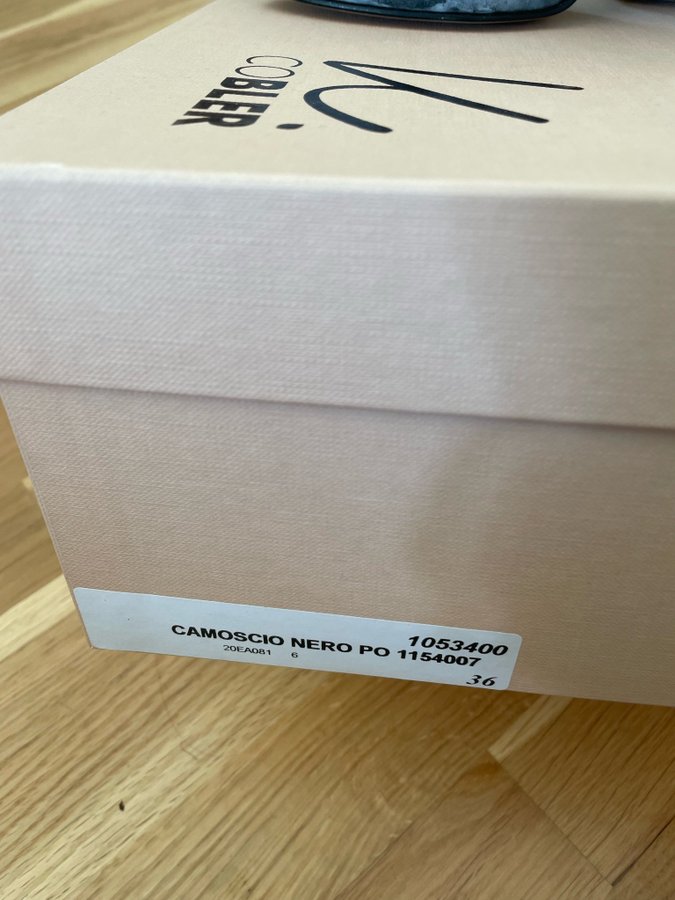 COBLER
1053400
CAMOSCIO NERO PO 1154007
20EA081 6
36